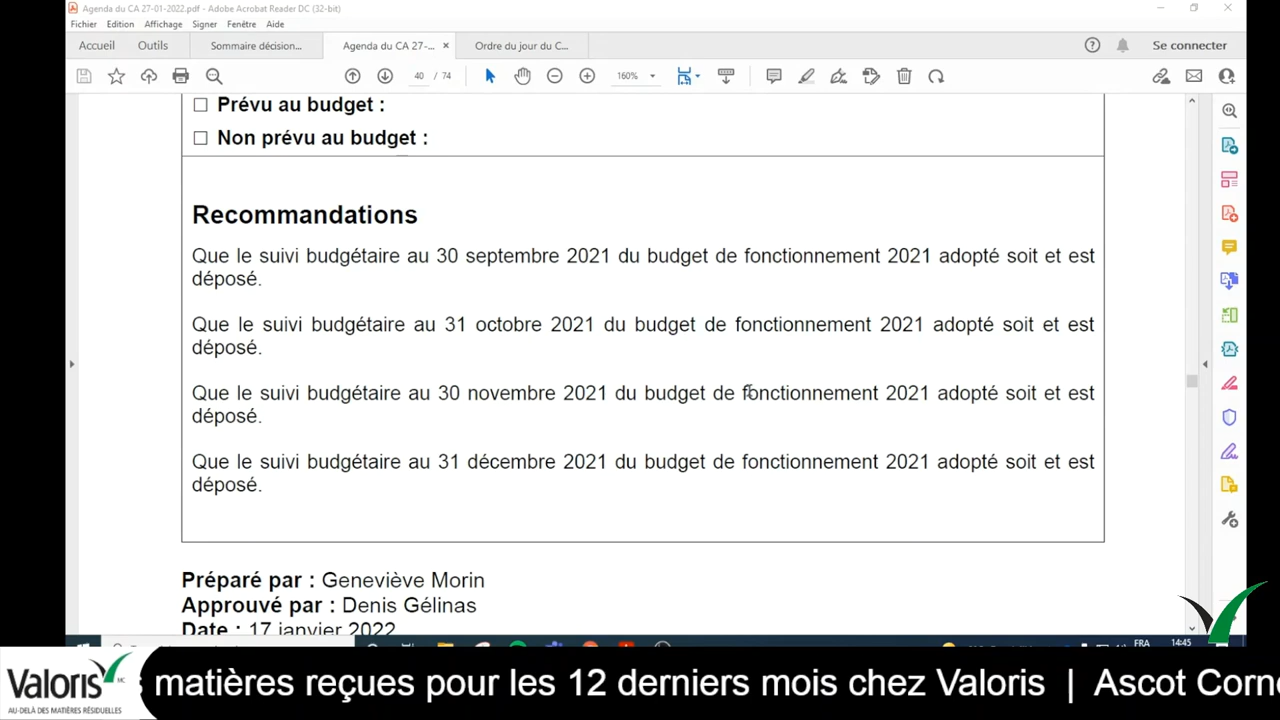 Agenda du CA 27-01-2022.pdf - Adobe Acrobat Reader DC (32-bit)
Fichier Edition Affichage Signer Fenêtre Aide
Accueil Outils Sommaire décision... Agenda du CA 27-... × Ordre du jour du C... Se connecter
40 / 74 160%
Prévu au budget :
Non prévu au budget :
Recommandations
Que le suivi budgétaire au 30 septembre 2021 du budget de fonctionnement 2021 adopté soit et est
déposé.
Que le suivi budgétaire au 31 octobre 2021 du budget de fonctionnement 2021 adopté soit et est
déposé.
Que le suivi budgétaire au 30 novembre 2021 du budget de fonctionnement 2021 adopté soit et est
déposé.
Que le suivi budgétaire au 31 décembre 2021 du budget de fonctionnement 2021 adopté soit et est
déposé.
Préparé par : Geneviève Morin
Approuvé par : Denis Gélinas
Date : 17 janvier 2022
FRA 14:45
Valoris MC
AU-DELÀ DES MATIÈRES RÉSIDUELLES
matières reçues pour les 12 derniers mois chez Valoris | Ascot Corne